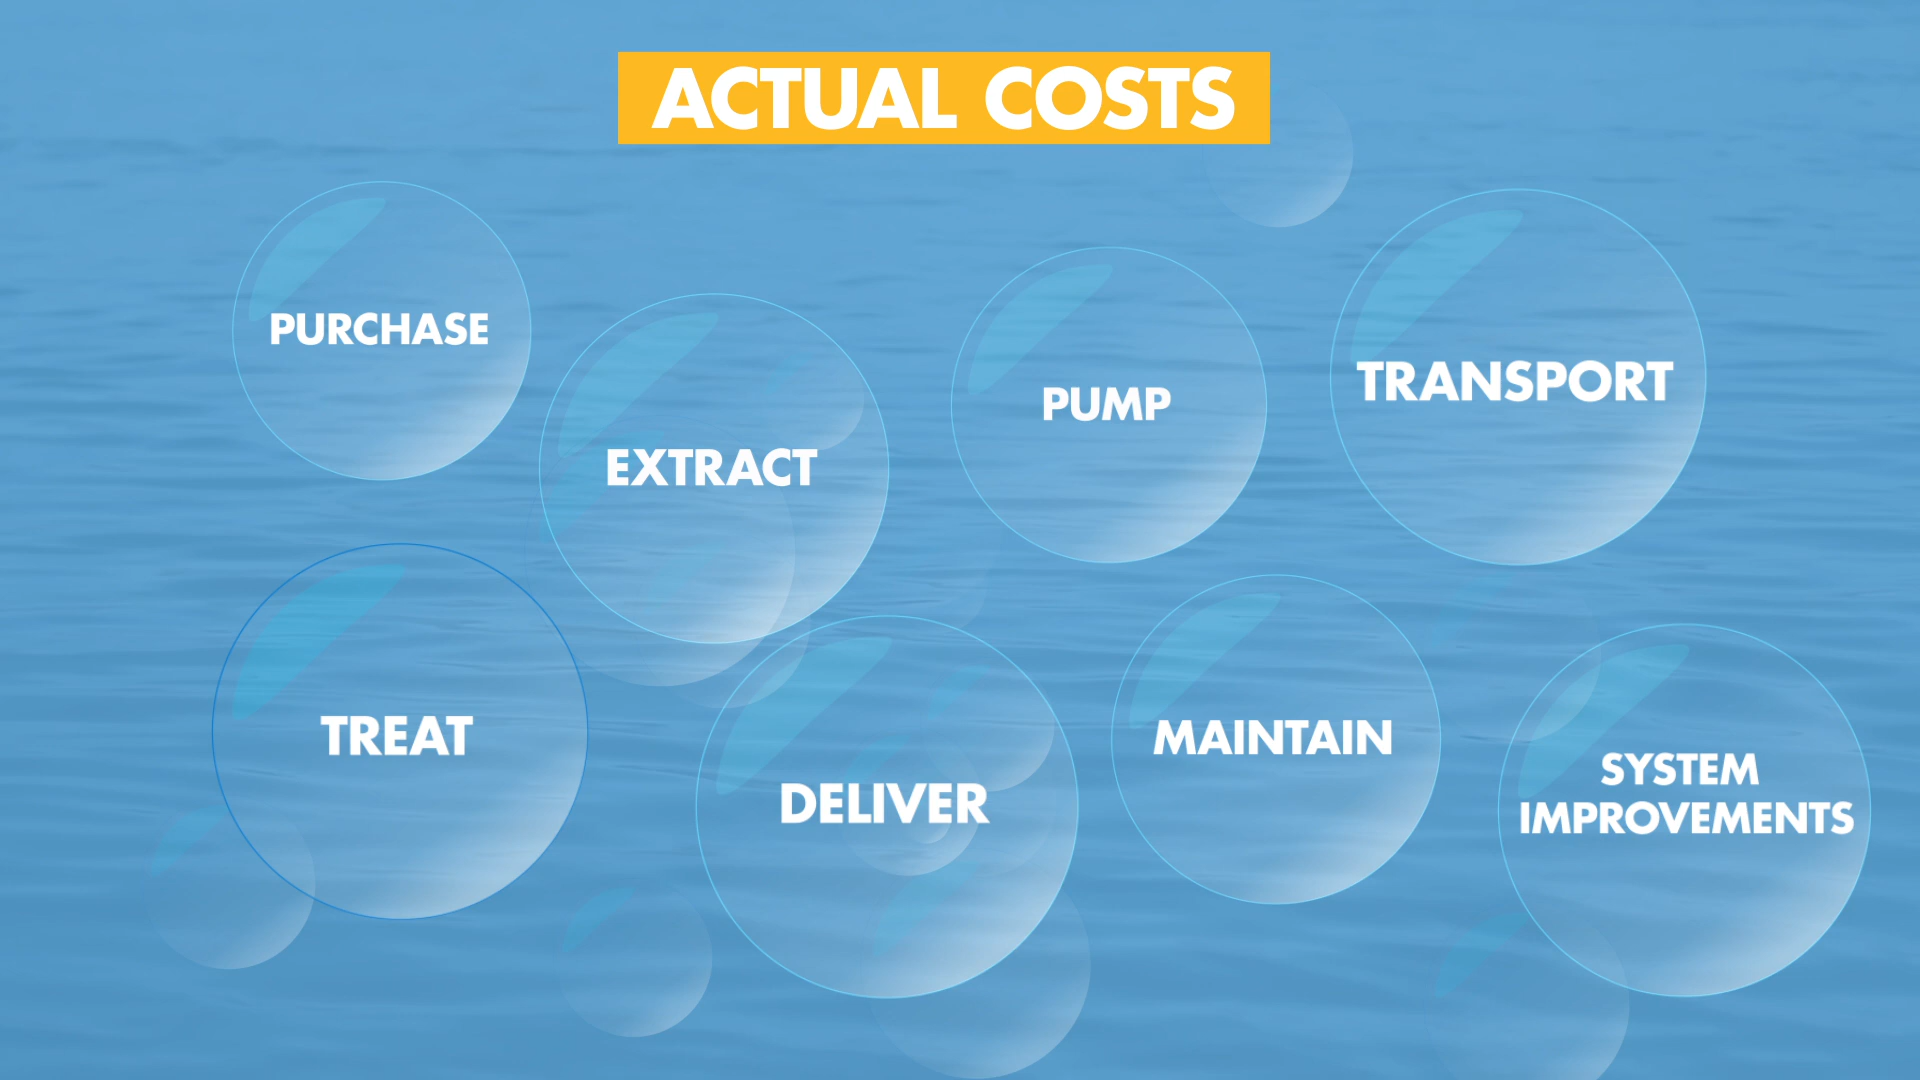 ACTUAL COSTS
PURCHASE
EXTRACT
PUMP
TRANSPORT
TREAT
DELIVER
MAINTAIN
SYSTEM
IMPROVEMENTS